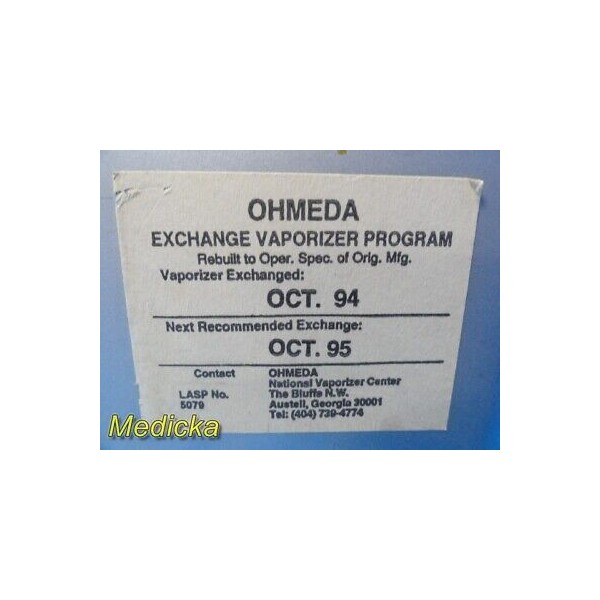 OHMEDA
EXCHANGE VAPORIZER PROGRAM
Rebuilt to Oper. Spec. of Orig. Mfg.
Vaporizer Exchanged:
OCT. 94
Next Recommended Exchange:
OCT. 95
Contact OHMEDA
National Vaporizer Center
LASP No. The Bluffs N.W.
5079 Austell, Georgia 30001
Tel: (404) 739-4774
Medicka